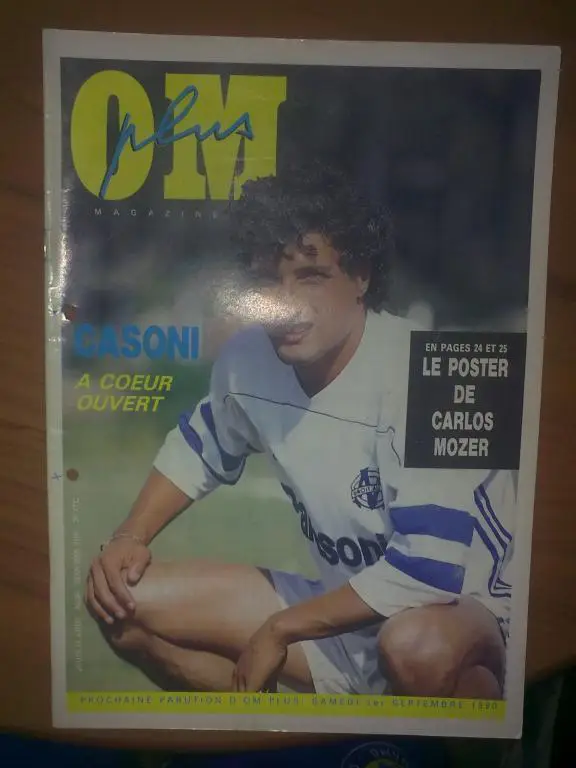 OM
plus
MAGAZINE
CASONI
A COEUR
OUVERT
EN PAGES 24 ET 25
LE POSTER
DE
CARLOS
MOZER
PROCHAINE PARUTION D'OM PLUS: SAMEDI 1er SEPTEMBRE 1990